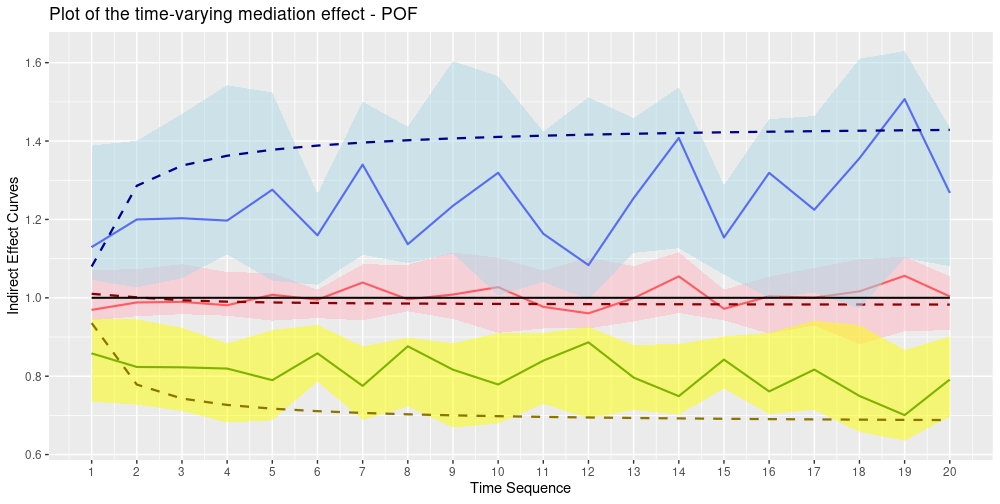 Plot of the time-varying mediation effect - POF
Indirect Effect Curves
1.6
1.4
1.2
1.0
0.8
0.6
1 2 3 4 5 6 7 8 9 10 11 12 13 14 15 16 17 18 19 20
Time Sequence